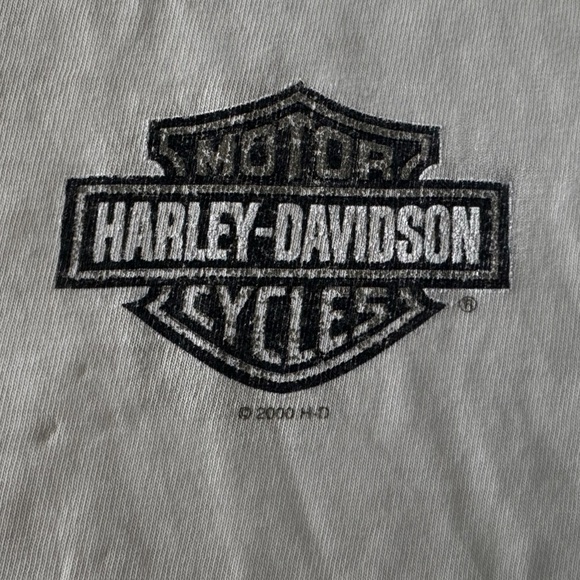 MOTOR
HARLEY-DAVIDSON
CYCLES
®
© 2000 H-D